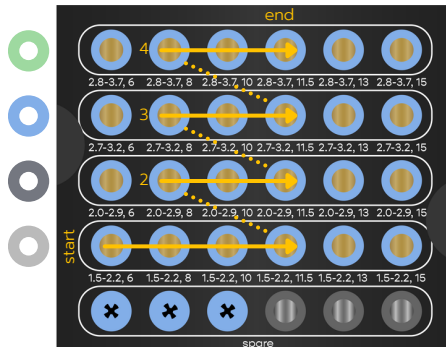 end
4
2.8-3.7, 6 2.8-3.7, 8 2.8-3.7, 10 2.8-3.7, 11.5 2.8-3.7, 13 2.8-3.7, 15
3
2.7-3.2, 6 2.7-3.2, 8 2.7-3.2, 10 2.7-3.2, 11.5 2.7-3.2, 13 2.7-3.2, 15
2
2.0-2.9, 6 2.0-2.9, 8 2.0-2.9, 10 2.0-2.9, 11.5 2.0-2.9, 13 2.0-2.9, 15
start
1.5-2.2, 6 1.5-2.2, 8 1.5-2.2, 10 1.5-2.2, 11.5 1.5-2.2, 13 1.5-2.2, 15
spare